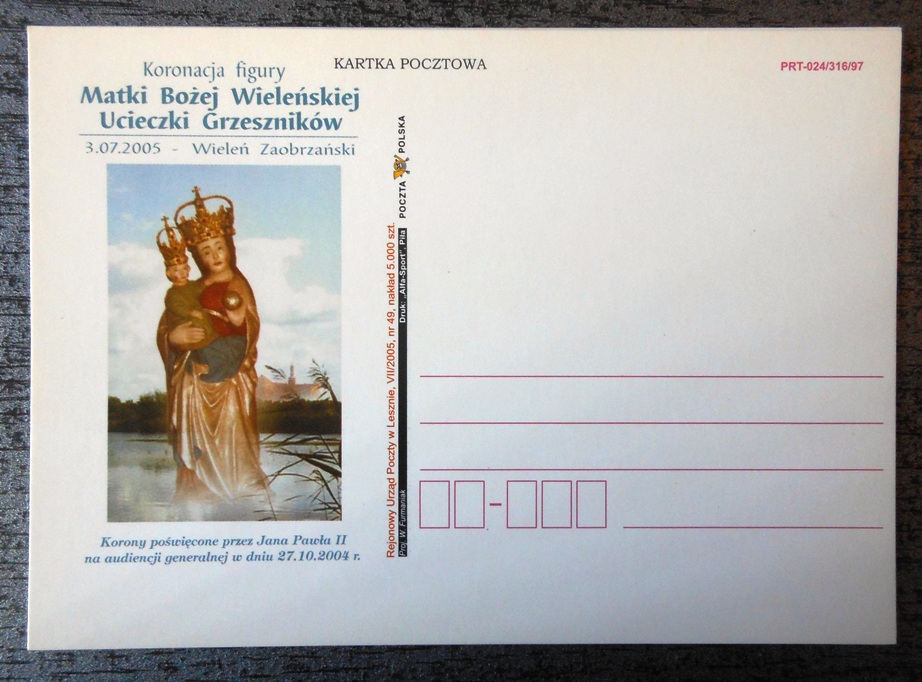 Koronacja figury
Matki Bożej Wieleńskiej
Ucieczki Grzeszników
3.07.2005 - Wieleń Zaobrzański
Korony poświęcone przez Jana Pawła II
na audiencji generalnej w dniu 27.10.2004 r.
KARTKA POCZTOWA
PRT-024/316/97
Rejonowy Urząd Poczty w Lesznie, VII/2005, nr 49, nakład 5.000 szt.
Proj. W. Furmaniak Druk: „Alfa-Sport", Piła
POCZTA POLSKA